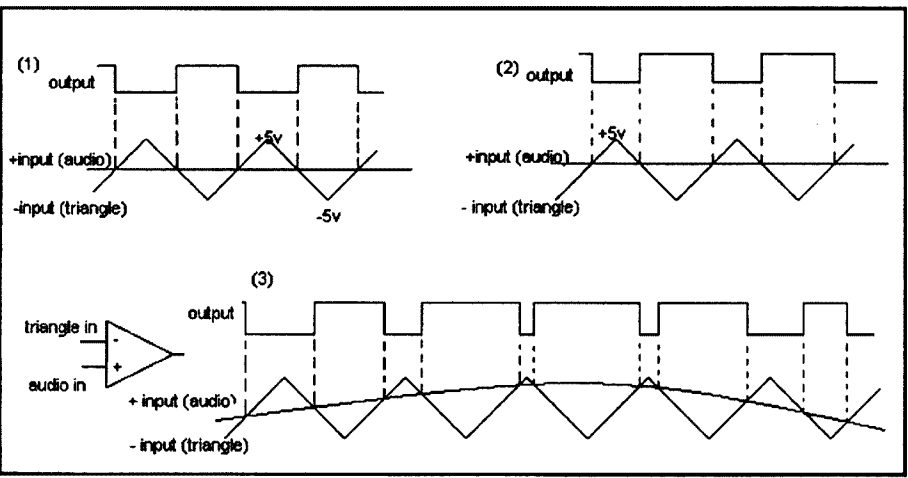 (1)
output
+5v
+input (audio)
-input (triangle)
-5v
(2)
output
+5v
+input (audio)
- input (triangle)
(3)
output
triangle in
-
+
audio in
+ input (audio)
- input (triangle)